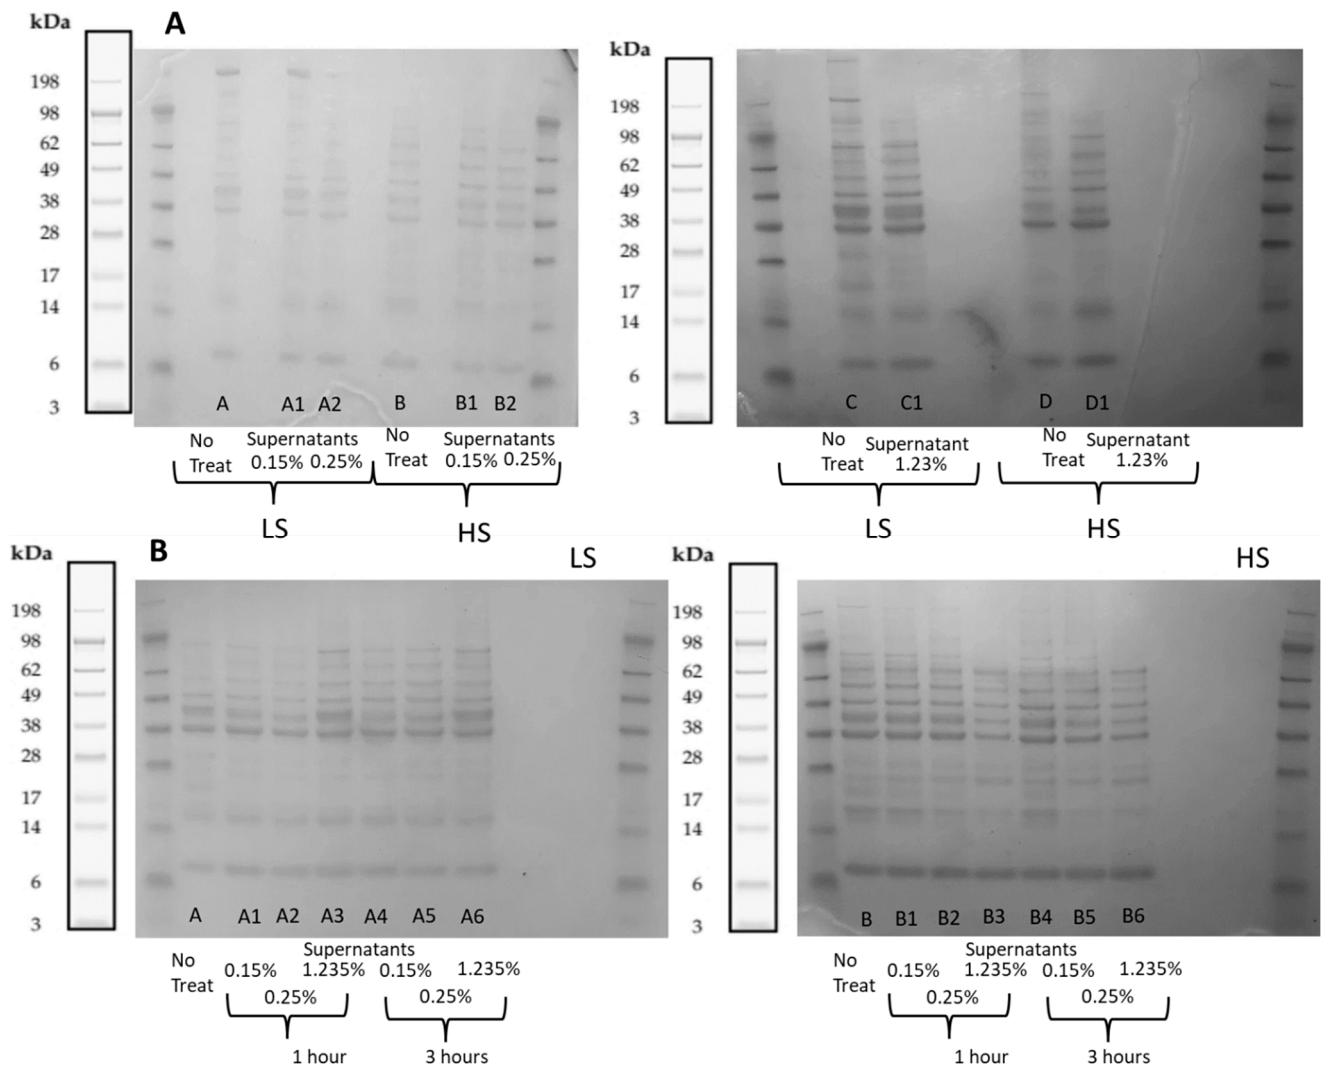 A
kDa
198
98
62
49
38
28
17
14
6
3
A A1 A2 B B1 B2
No Treat
Supernatants
0.15% 0.25%
No Treat
Supernatants
0.15% 0.25%
LS
HS
kDa
198
98
62
49
38
28
17
14
6
3
C C1 D D1
No Treat
Supernatant
1.23%
No Treat
Supernatant
1.23%
LS
HS
B
kDa
LS
198
98
62
49
38
28
17
14
6
3
A A1 A2 A3 A4 A5 A6
No Treat
Supernatants
0.15% 1.235% 0.15% 1.235%
0.25% 0.25%
1 hour 3 hours
kDa
HS
198
98
62
49
38
28
17
14
6
3
B B1 B2 B3 B4 B5 B6
No Treat
Supernatants
0.15% 1.235% 0.15% 1.235%
0.25% 0.25%
1 hour 3 hours